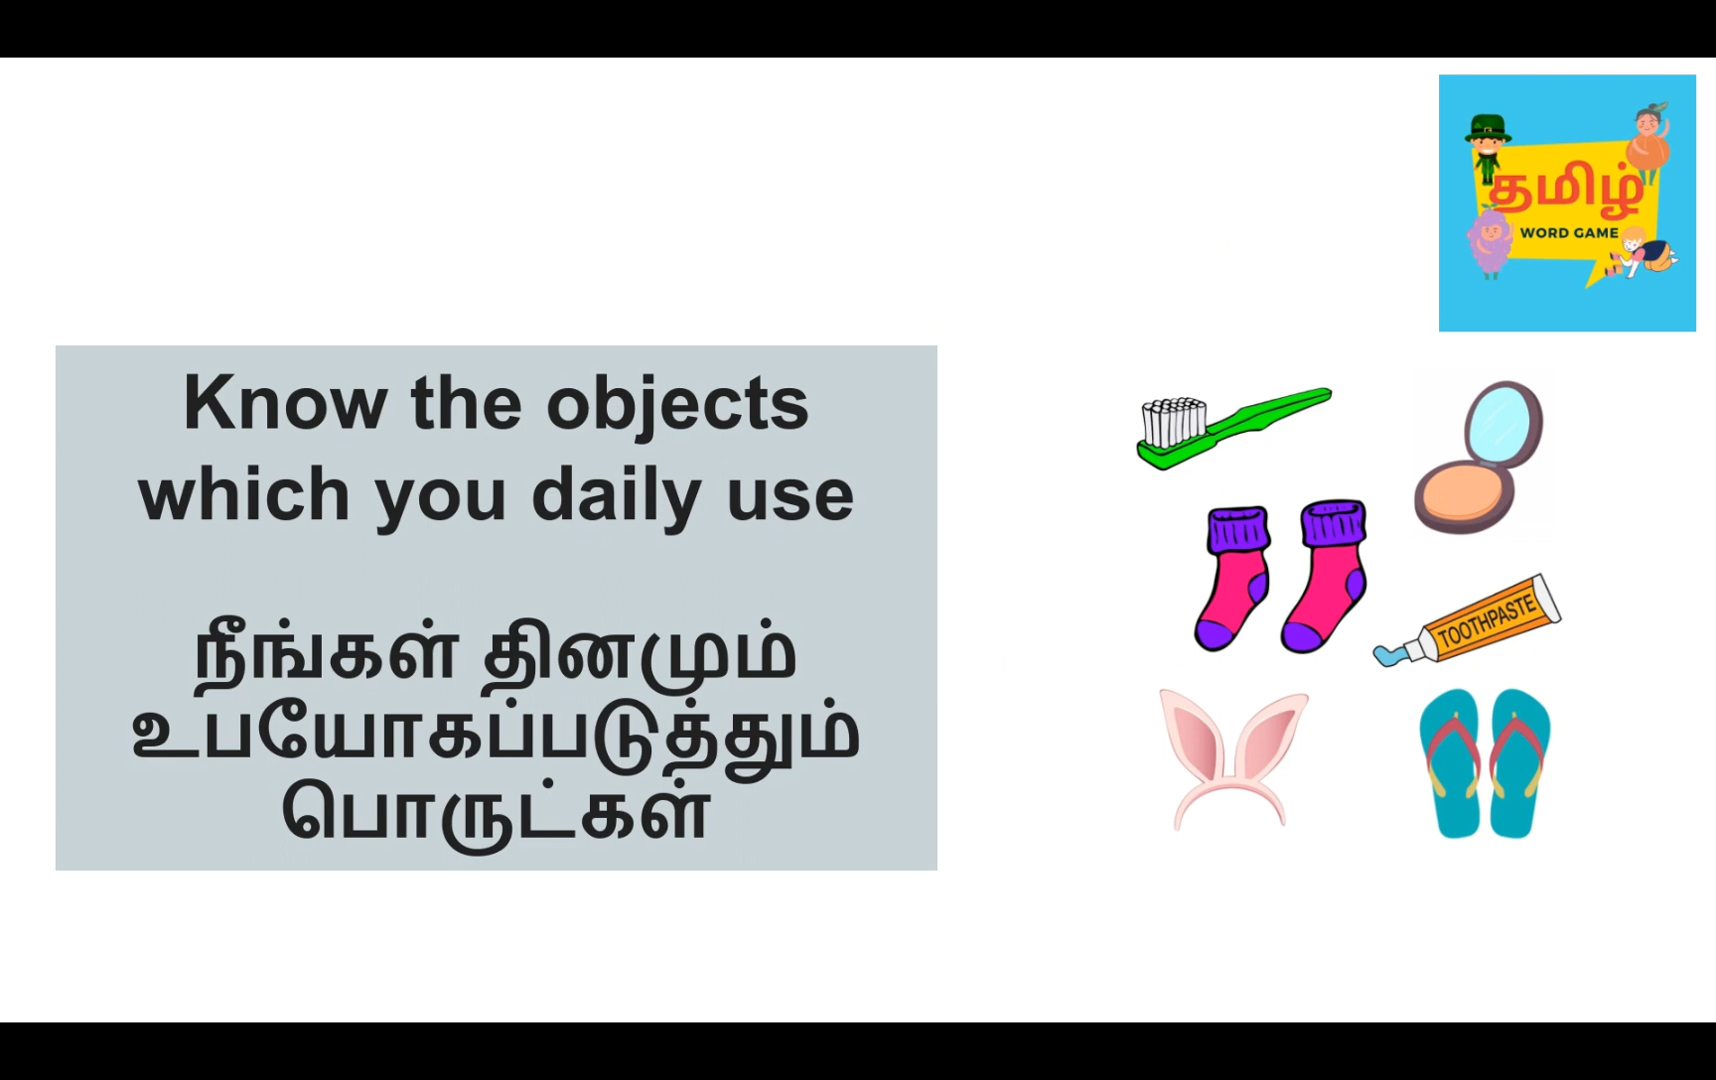 தமிழ்
WORD GAME
Know the objects
which you daily use
நீங்கள் தினமும்
உபயோகப்படுத்தும்
பொருட்கள்
TOOTHPASTE